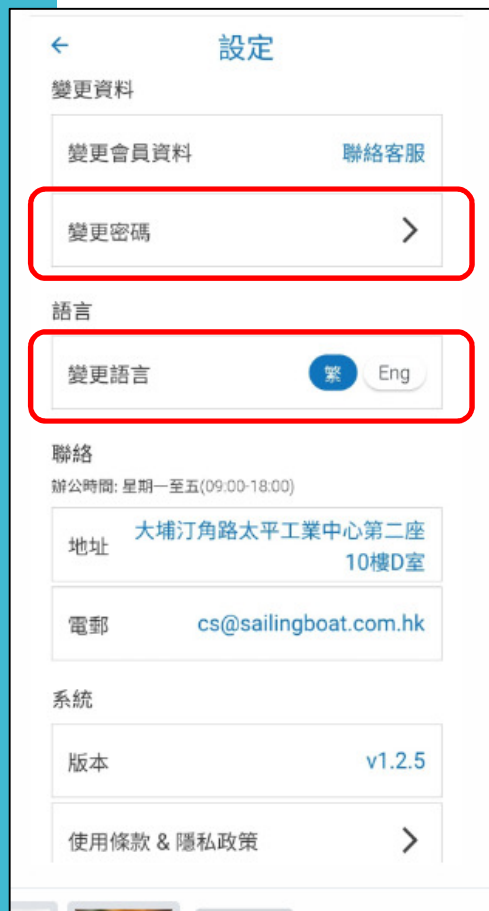 設定
變更資料
變更會員資料 聯絡客服
變更密碼
語言
變更語言 繁 Eng
聯絡
辦公時間: 星期一至五(09:00-18:00)
地址 大埔汀角路太平工業中心第二座
10樓D室
電郵 cs@sailingboat.com.hk
系統
版本 v1.2.5
使用條款 & 隱私政策